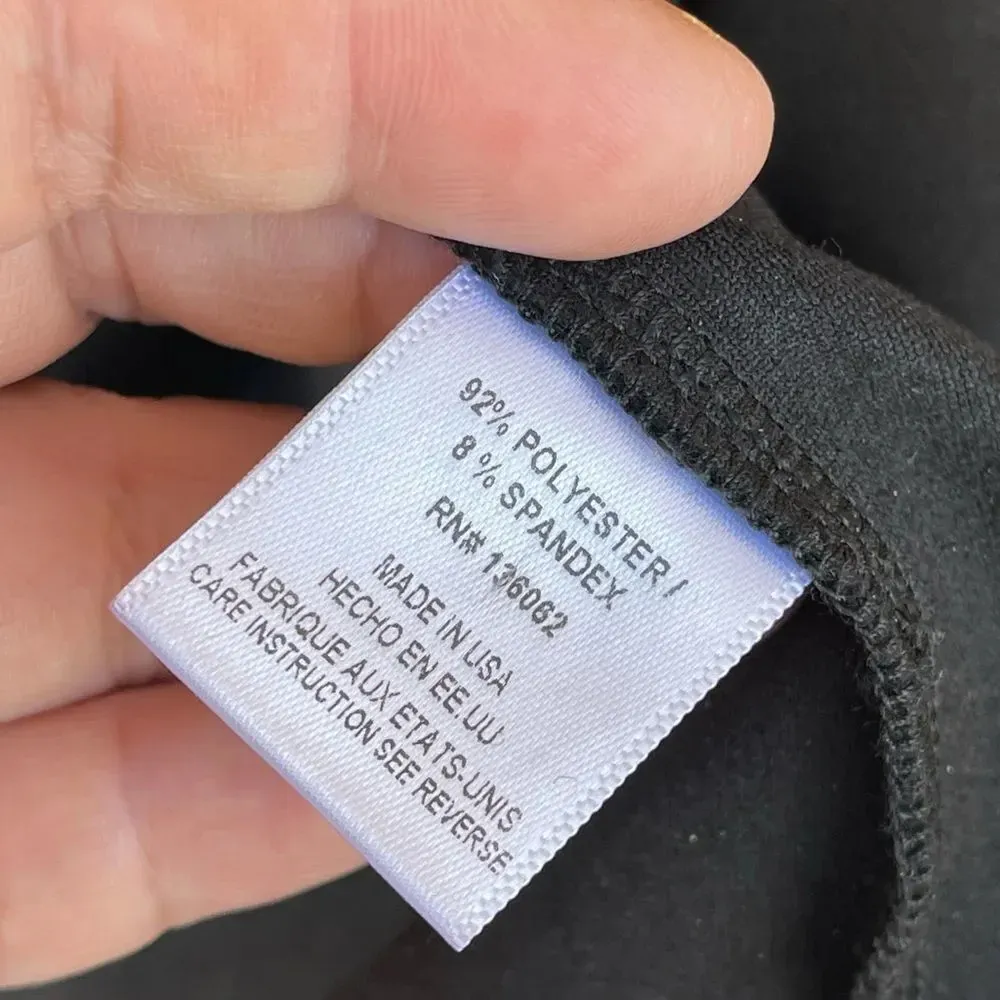 92% POLYESTER /
8 % SPANDEX
RN# 136062
MADE IN USA
HECHO EN EE.UU
FABRIQUE AUX ETATS-UNIS
CARE INSTRUCTION SEE REVERSE